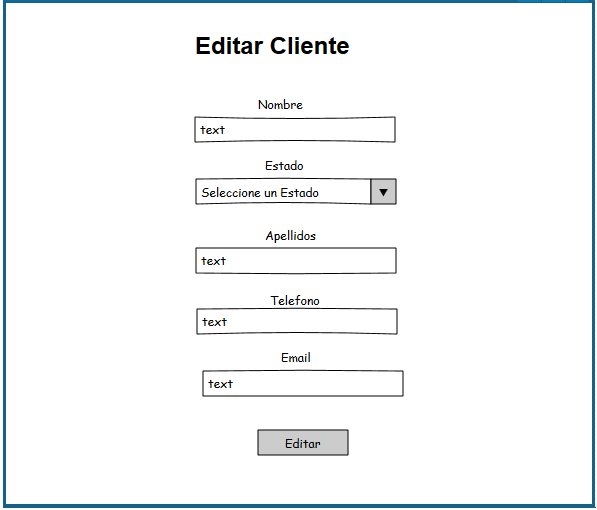 Editar Cliente
Nombre
text
Estado
Seleccione un Estado
Apellidos
text
Telefono
text
Email
text
Editar